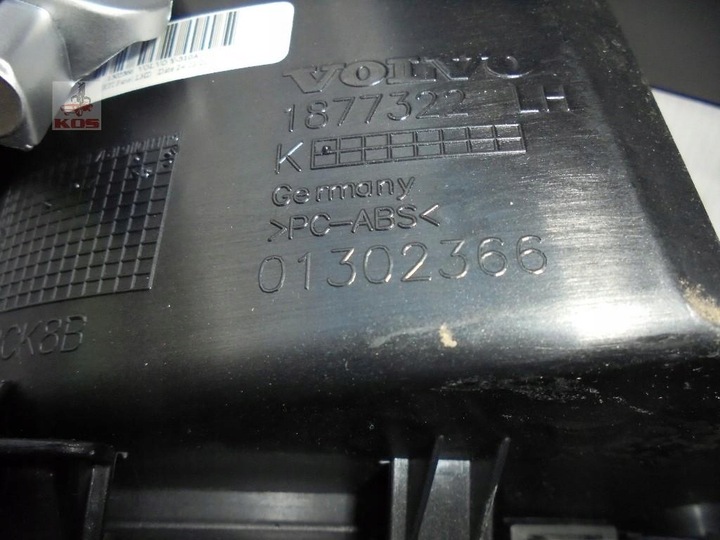 KOS
VOLVO
1877322 LH
K
Germany
>PC-ABS<
01302366
CK8B